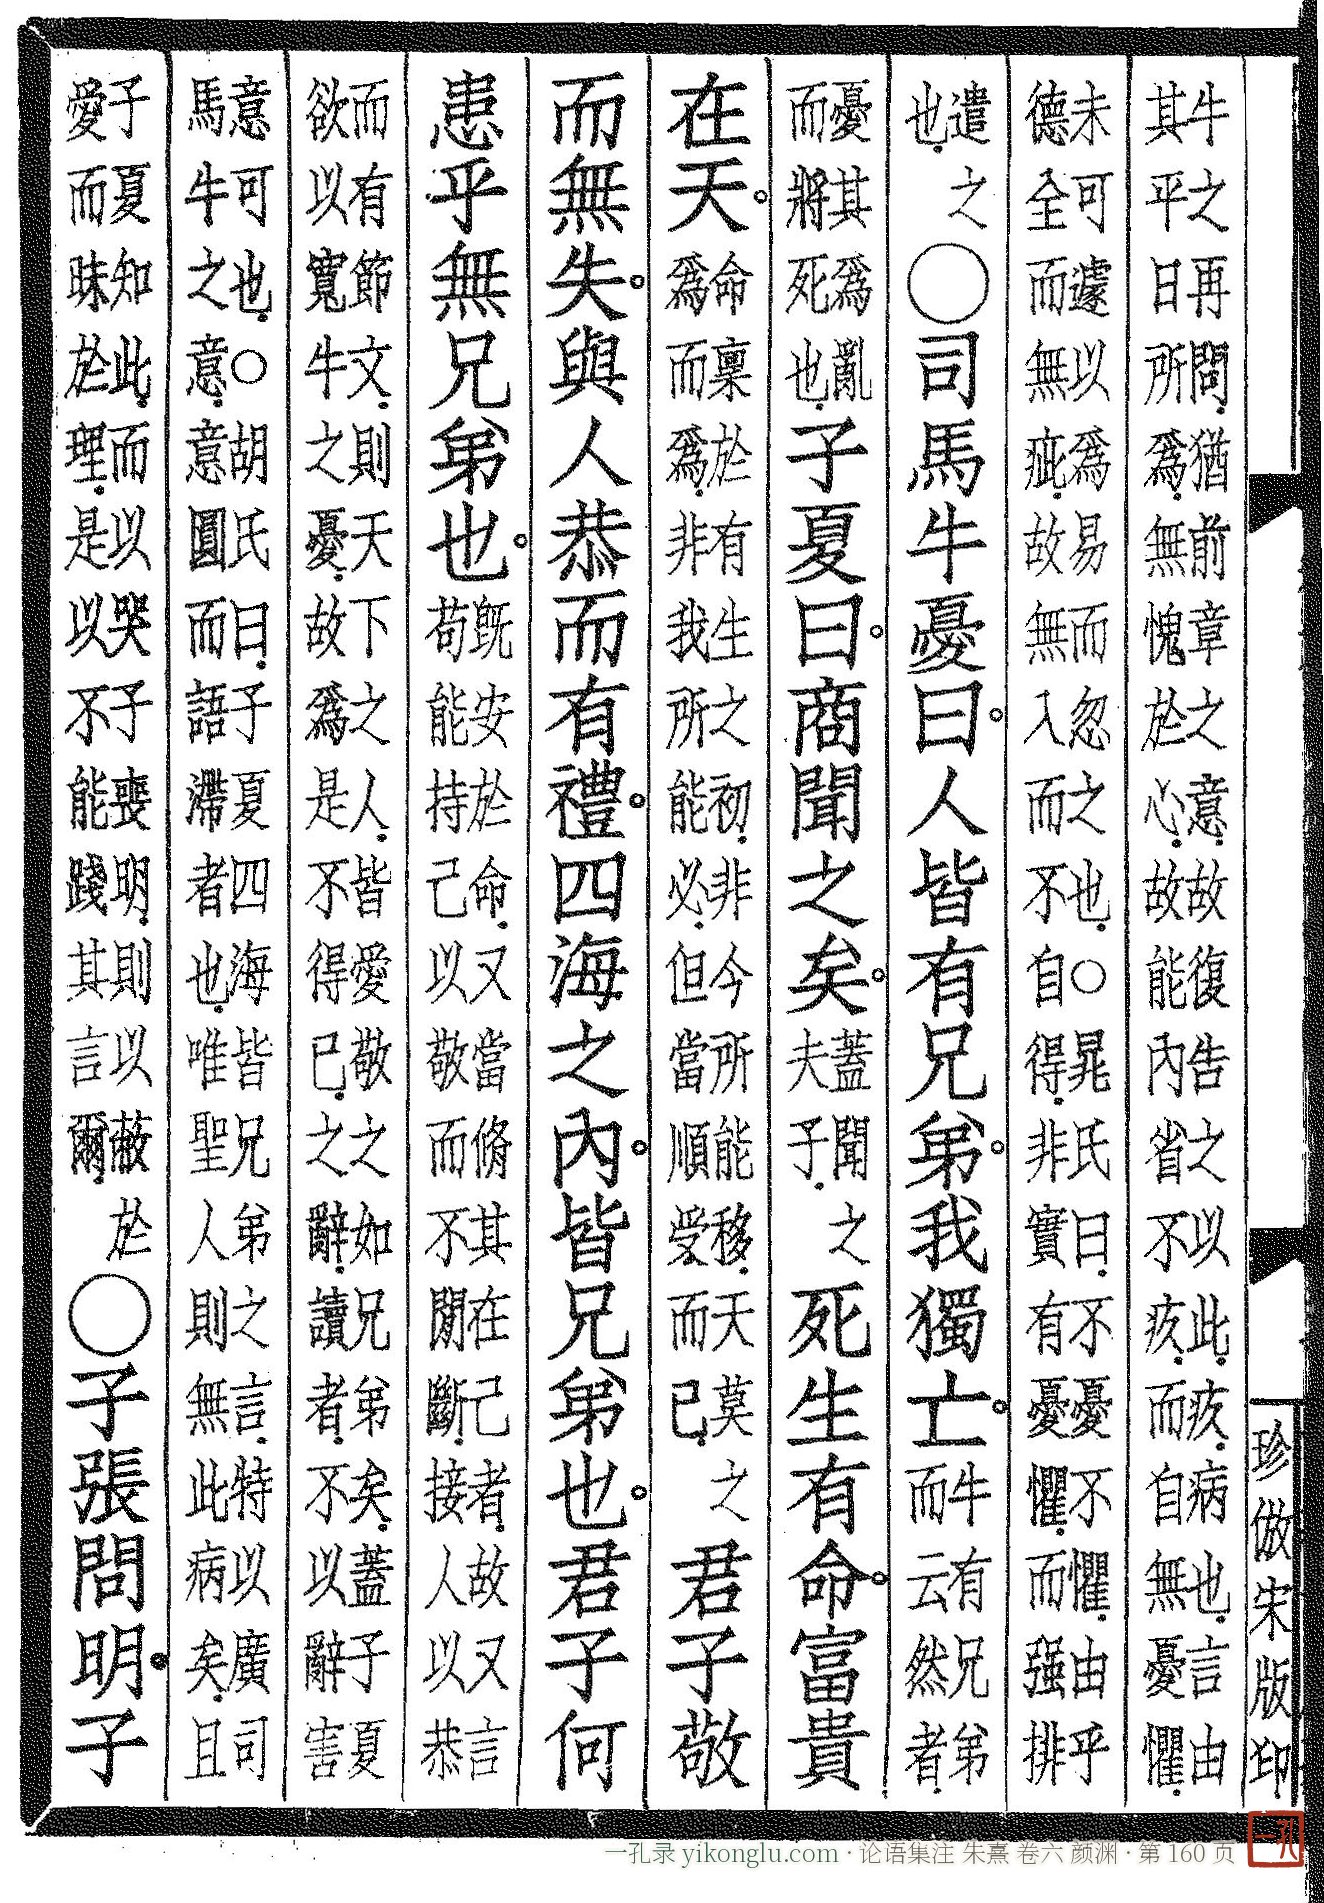 珍倣宋版印
牛之再問。猶前章之意。故復告之以此。疚。病也。言由
其平日所爲。無愧於心。故能內省不疚。而自無憂懼。
未可遽以爲易而忽之也。○晁氏曰。不憂不懼。由乎
德全而無疵。故無入而不自得。非實有憂懼。而强排
遣之也。○司馬牛憂曰。人皆有兄弟。我獨亡。牛有兄弟而云然者。
憂其爲亂而將死也。子夏曰。商聞之矣。蓋聞之夫子。死生有命。富貴
在天。命稟於有生之初。非今所能移。天莫之爲而爲。非我所能必。但當順受而已。君子敬
而無失。與人恭而有禮。四海之內。皆兄弟也。君子何
患乎無兄弟也。既安於命。又當脩其在己者。故又言苟能持己以敬而不閒斷。接人以恭
而有節文。則天下之人。皆愛敬之如兄弟矣。蓋子夏
欲以寬牛之憂。故爲是不得已之辭。讀者。不以辭害
意可也。○胡氏曰。子夏四海皆兄弟之言。特以廣司
馬牛之意。意圓而語滯者也。唯聖人則無此病矣。且
子夏知此。而以哭子喪明。則以蔽於愛而昧於理。是以不能踐其言爾。○子張問明。子
一孔录 yikonglu.com · 论语集注 朱熹 卷六 颜渊 · 第 160 页
一孔